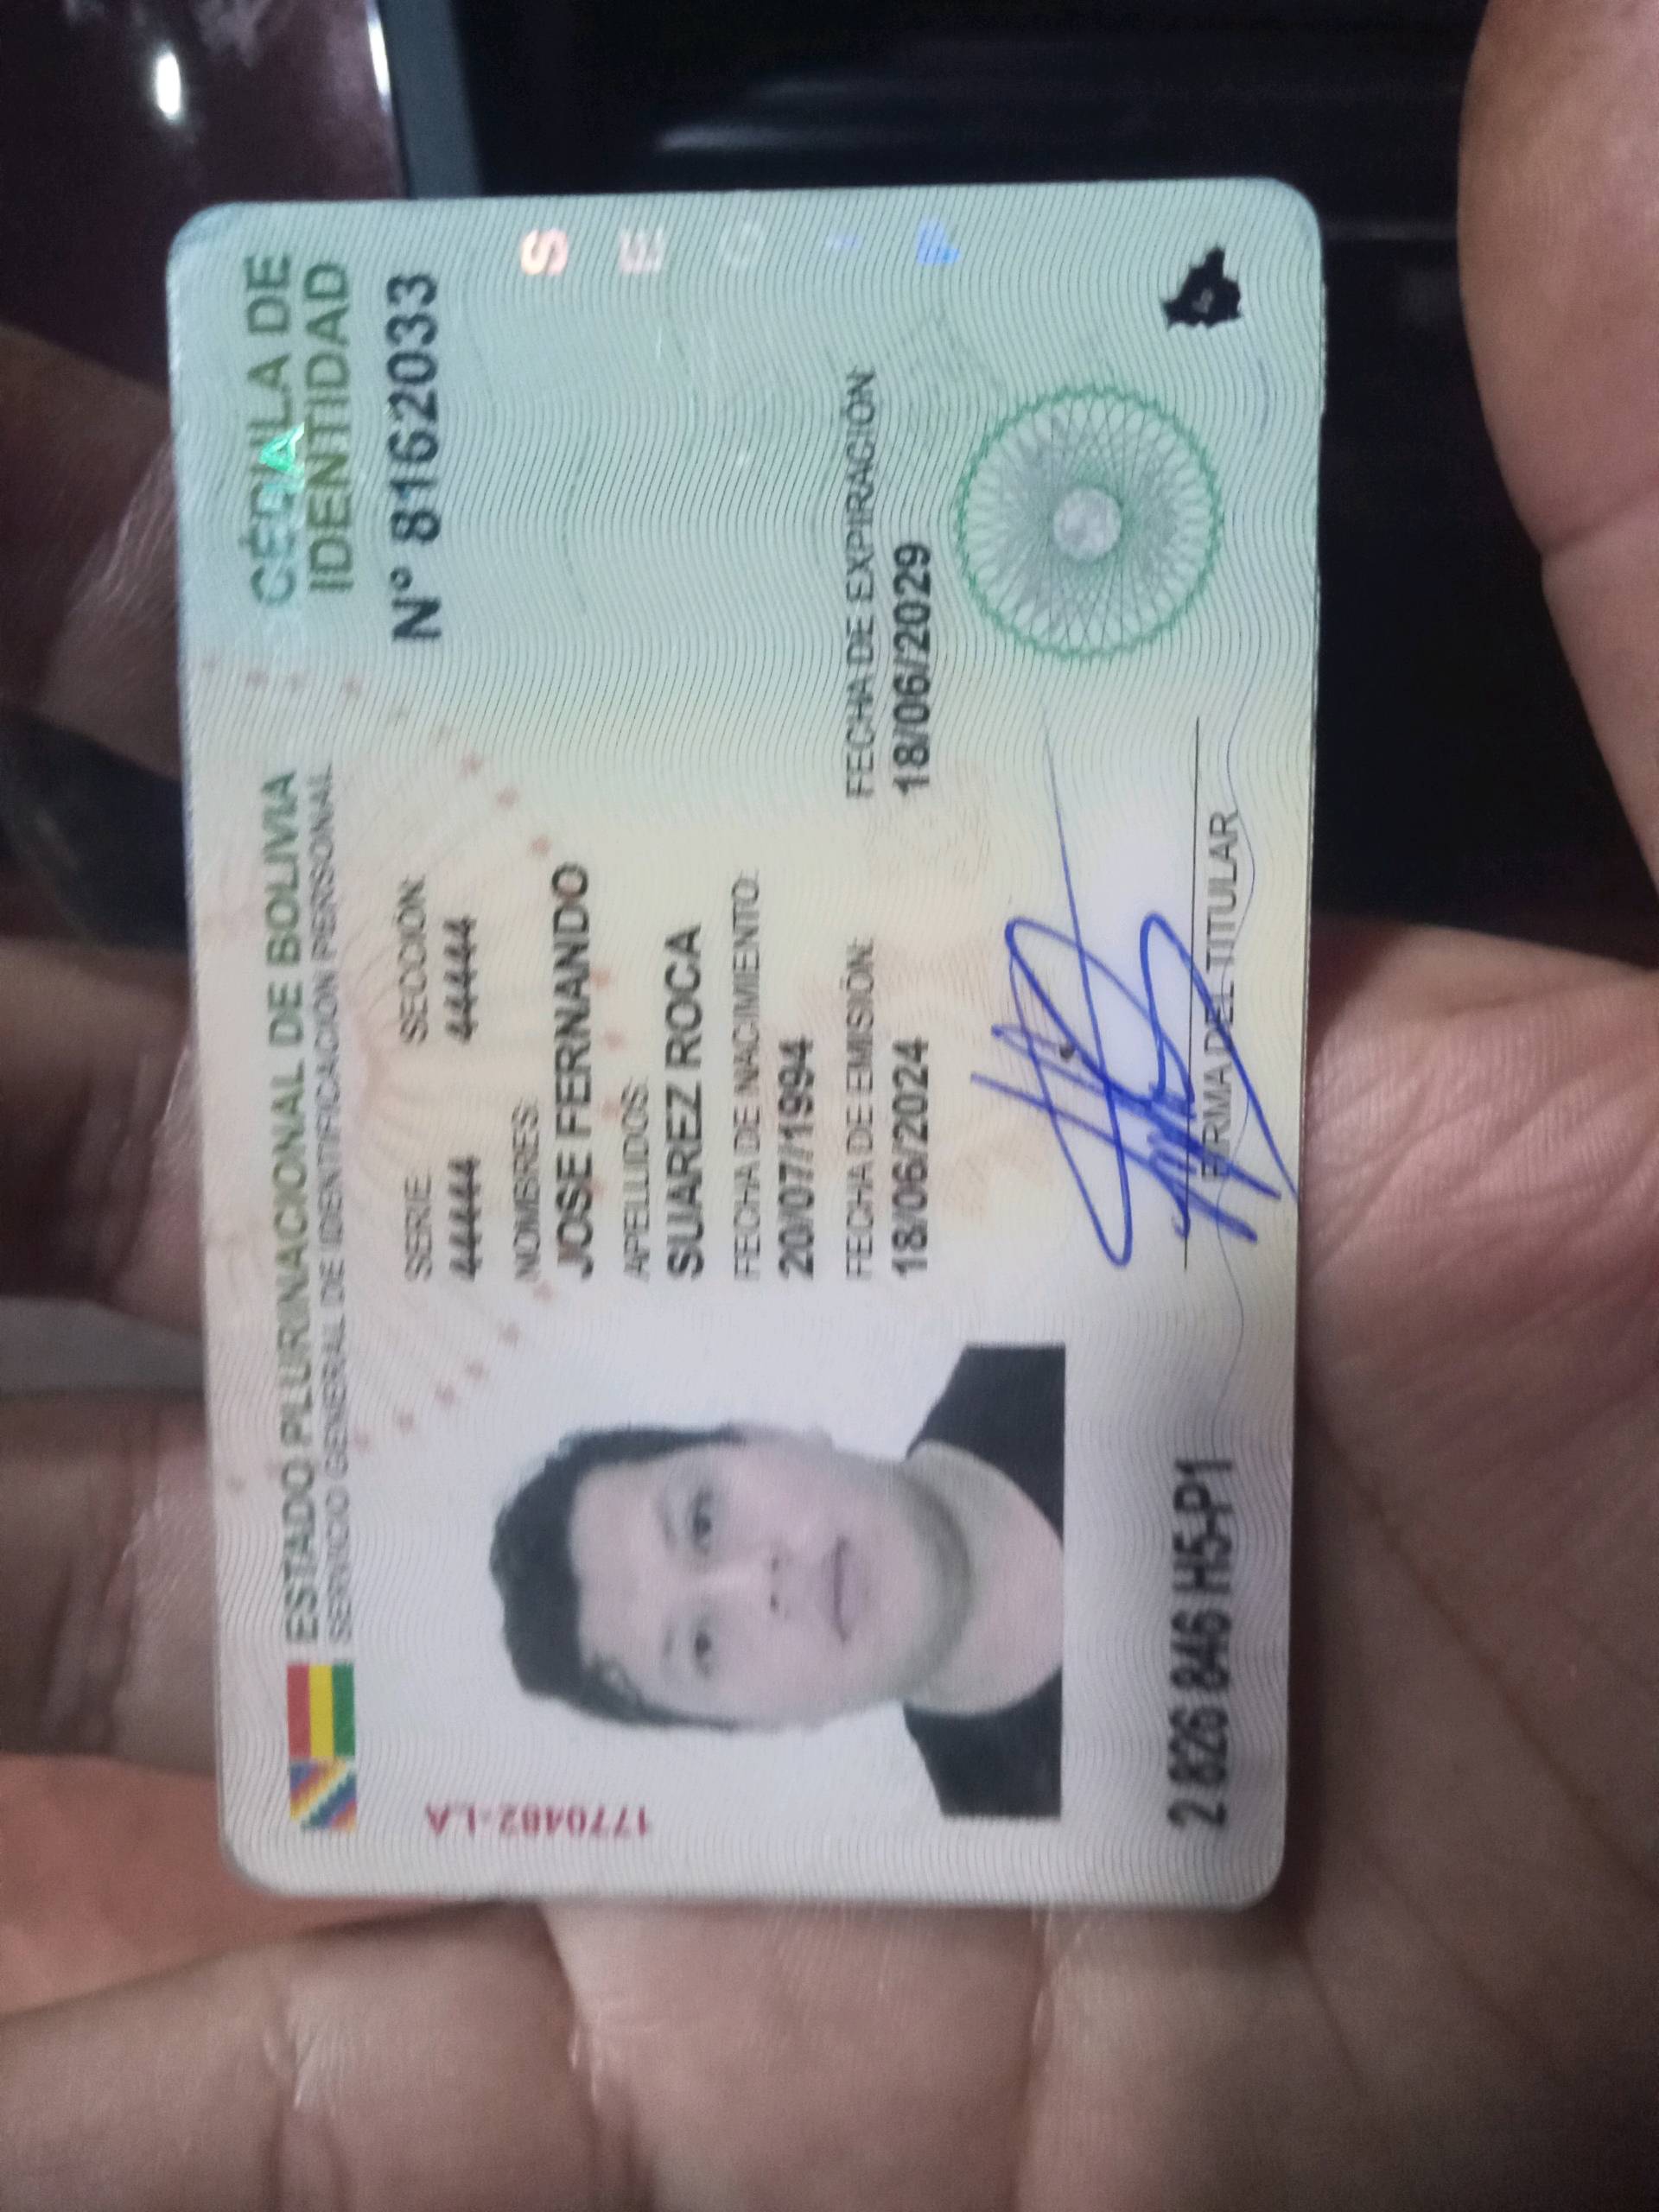 ESTADO PLURINACIONAL DE BOLIVIA
SERVICIO GENERAL DE IDENTIFICACIÓN PERSONAL
CÉDULA DE
IDENTIDAD
N° 8162033
SERIE: SECCIÓN:
44444 44444
NOMBRES:
JOSE FERNANDO
APELLIDOS:
SUAREZ ROCA
FECHA DE NACIMIENTO:
20/07/1994
FECHA DE EMISIÓN: FECHA DE EXPIRACIÓN:
18/06/2024 18/06/2029
FIRMA DEL TITULAR
1770482-LA
2 826 846 H5-P1
S
E
G
I
P